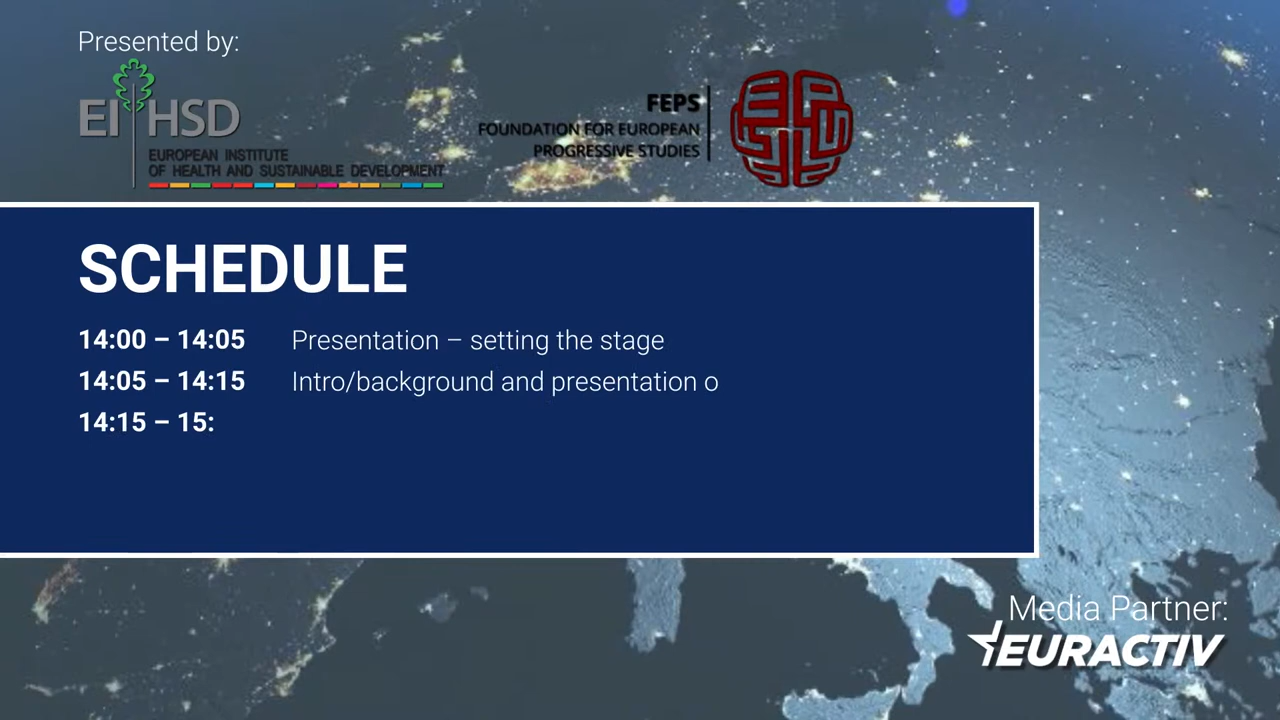 Presented by:
EIHSD
EUROPEAN INSTITUTE
OF HEALTH AND SUSTAINABLE DEVELOPMENT
FEPS
FOUNDATION FOR EUROPEAN
PROGRESSIVE STUDIES
SCHEDULE
14:00 – 14:05 Presentation – setting the stage
14:05 – 14:15 Intro/background and presentation o
14:15 – 15:
Media Partner:
EURACTIV